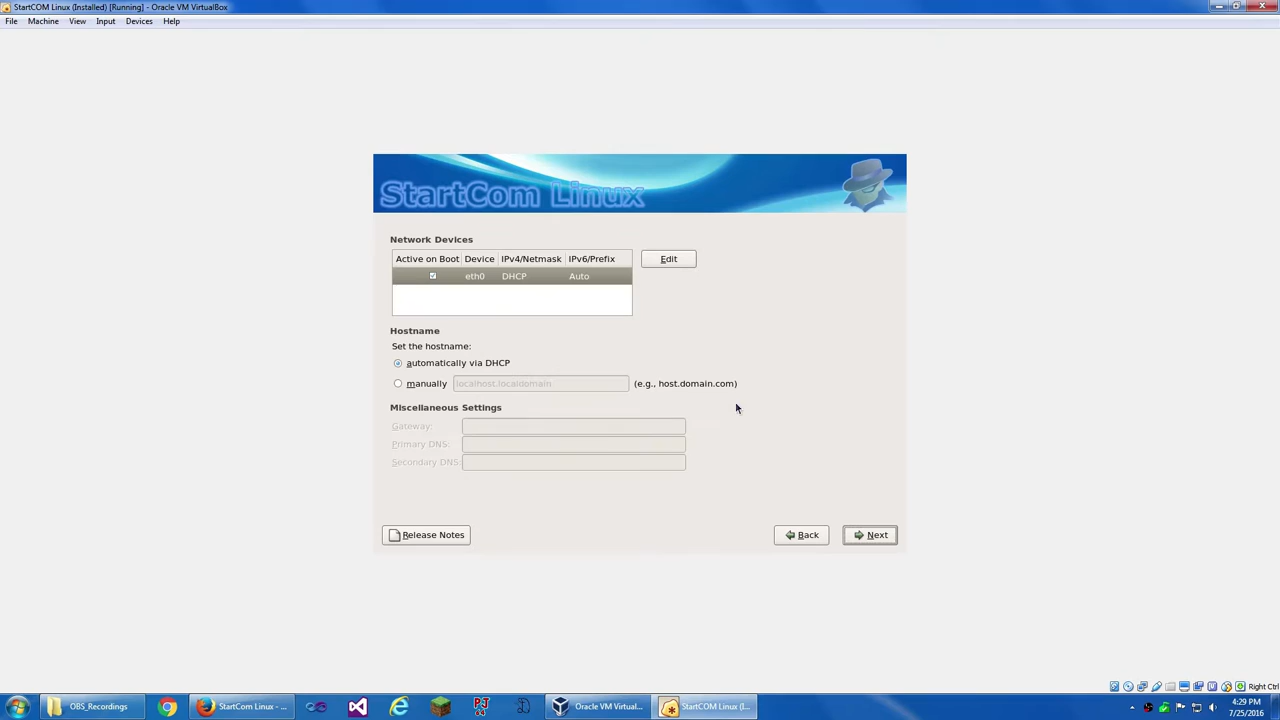 StartCOM Linux (Installed) [Running] - Oracle VM VirtualBox
File Machine View Input Devices Help
StartCom Linux
Network Devices
Active on Boot Device IPv4/Netmask IPv6/Prefix
eth0 DHCP Auto
Edit
Hostname
Set the hostname:
automatically via DHCP
manually localhost.localdomain (e.g., host.domain.com)
Miscellaneous Settings
Gateway:
Primary DNS:
Secondary DNS:
Release Notes Back Next
Right Ctrl
OBS_Recordings StartCom Linux - ... Oracle VM Virtual... StartCOM Linux (I...
4:29 PM
7/25/2016